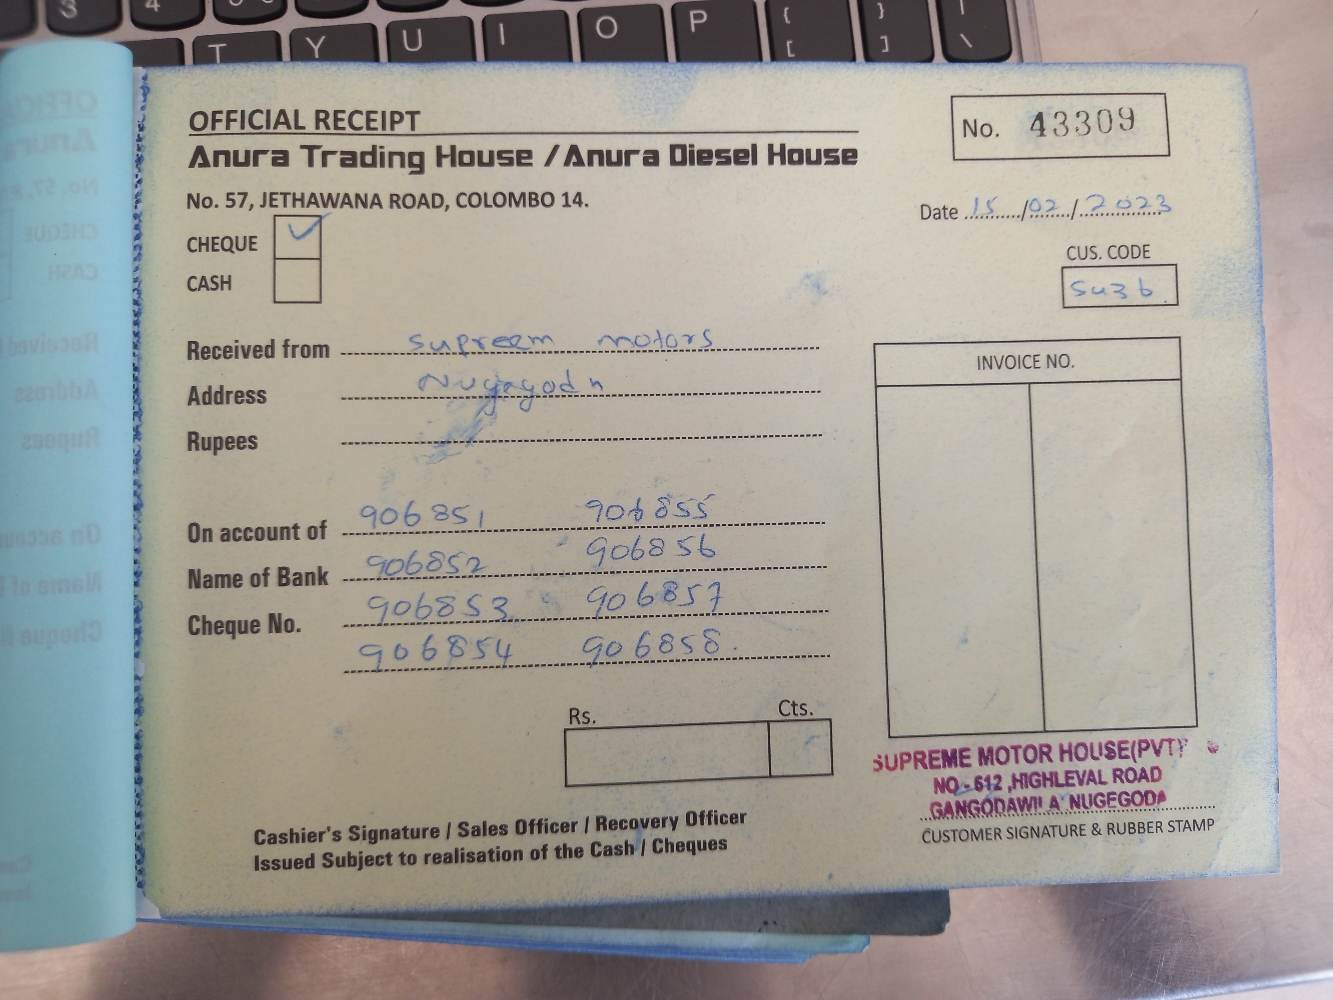 OFFICIAL RECEIPT
Anura Trading House / Anura Diesel House
No. 57, JETHAWANA ROAD, COLOMBO 14.
No. 43309
Date 15/02/2023
CHEQUE ✓
CASH
CUS. CODE
Su36
Received from Supreem motors
Address Nugegoda
Rupees
INVOICE NO.
On account of 906851 906855
Name of Bank 906852 906856
Cheque No. 906853 906857
906854 906858.
Rs. Cts.
SUPREME MOTOR HOUSE(PVT)
NO - 612 ,HIGHLEVAL ROAD
GANGODAWILA NUGEGODA
CUSTOMER SIGNATURE & RUBBER STAMP
Cashier's Signature / Sales Officer / Recovery Officer
Issued Subject to realisation of the Cash / Cheques
3 4
T Y U I O P { [ } ] \